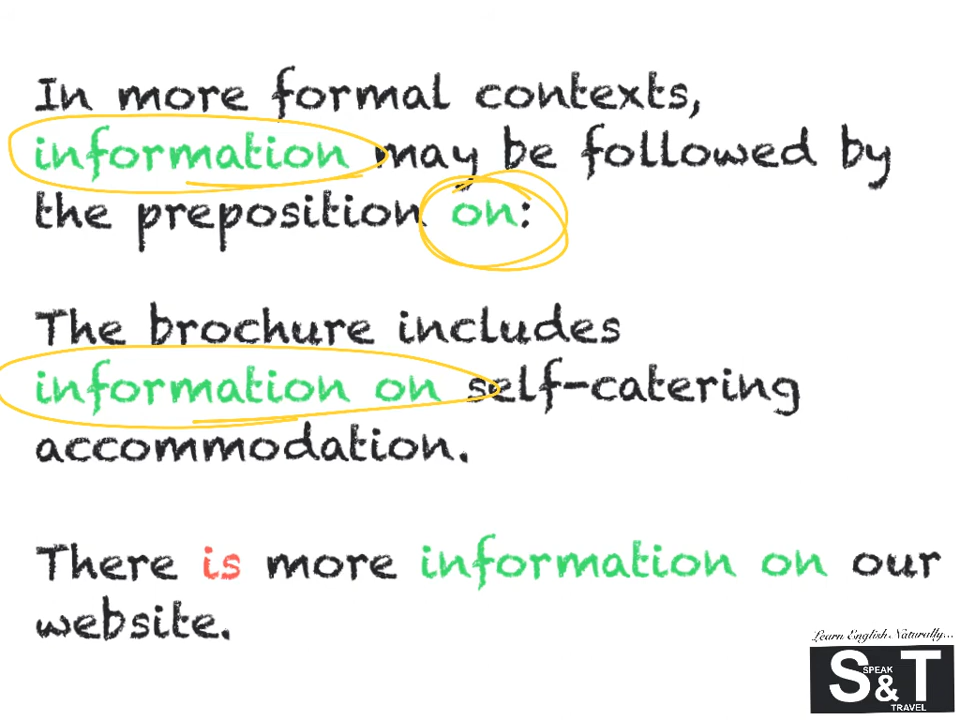 In more formal contexts,
information may be followed by
the preposition on:
The brochure includes
information on self-catering
accommodation.
There is more information on our
website.
Learn English Naturally...
S&T
SPEAK
TRAVEL